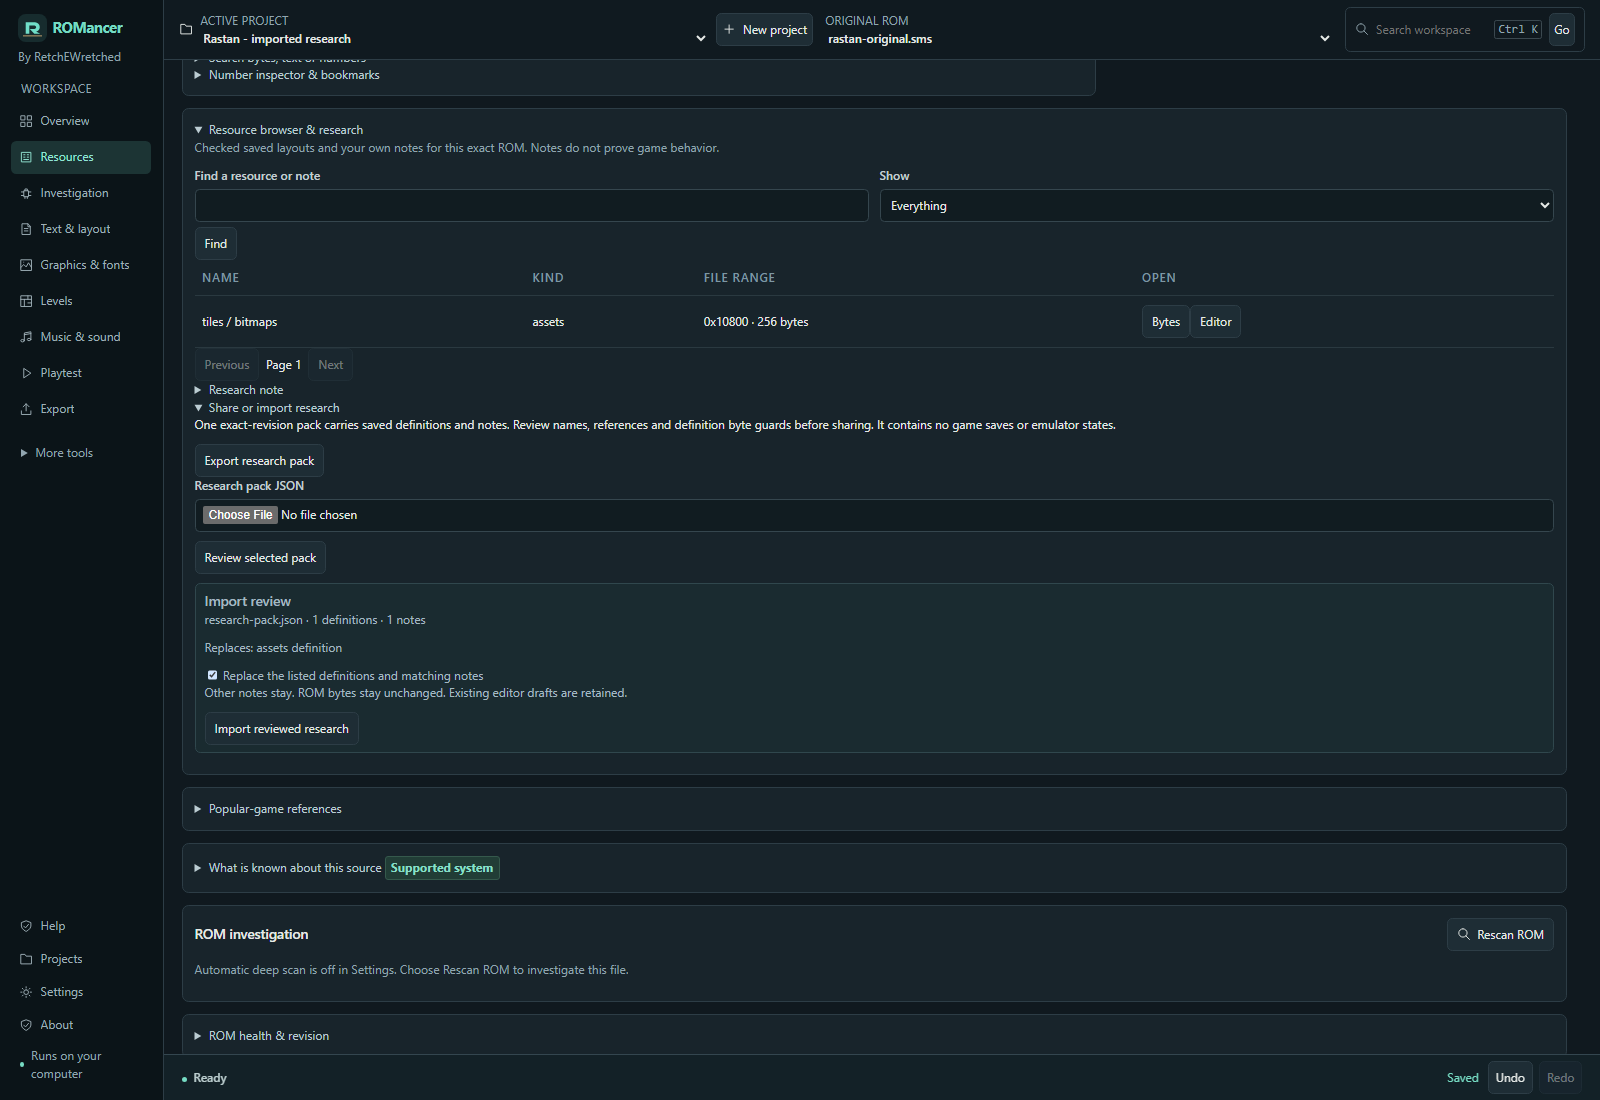 ROMancer
By RetchEWretched
WORKSPACE
Overview
Resources
Investigation
Text & layout
Graphics & fonts
Levels
Music & sound
Playtest
Export
More tools
Help
Projects
Settings
About
Runs on your
computer
ACTIVE PROJECT
Rastan - imported research
New project
ORIGINAL ROM
rastan-original.sms
Search workspace
Ctrl K
Go
Search bytes, text or numbers
Number inspector & bookmarks
Resource browser & research
Checked saved layouts and your own notes for this exact ROM. Notes do not prove game behavior.
Find a resource or note
Show
Everything
Find
NAME KIND FILE RANGE OPEN
tiles / bitmaps assets 0x10800 · 256 bytes Bytes Editor
Previous Page 1 Next
Research note
Share or import research
One exact-revision pack carries saved definitions and notes. Review names, references and definition byte guards before sharing. It contains no game saves or emulator states.
Export research pack
Research pack JSON
Choose File No file chosen
Review selected pack
Import review
research-pack.json · 1 definitions · 1 notes
Replaces: assets definition
Replace the listed definitions and matching notes
Other notes stay. ROM bytes stay unchanged. Existing editor drafts are retained.
Import reviewed research
Popular-game references
What is known about this source Supported system
ROM investigation
Rescan ROM
Automatic deep scan is off in Settings. Choose Rescan ROM to investigate this file.
ROM health & revision
Ready
Saved Undo Redo